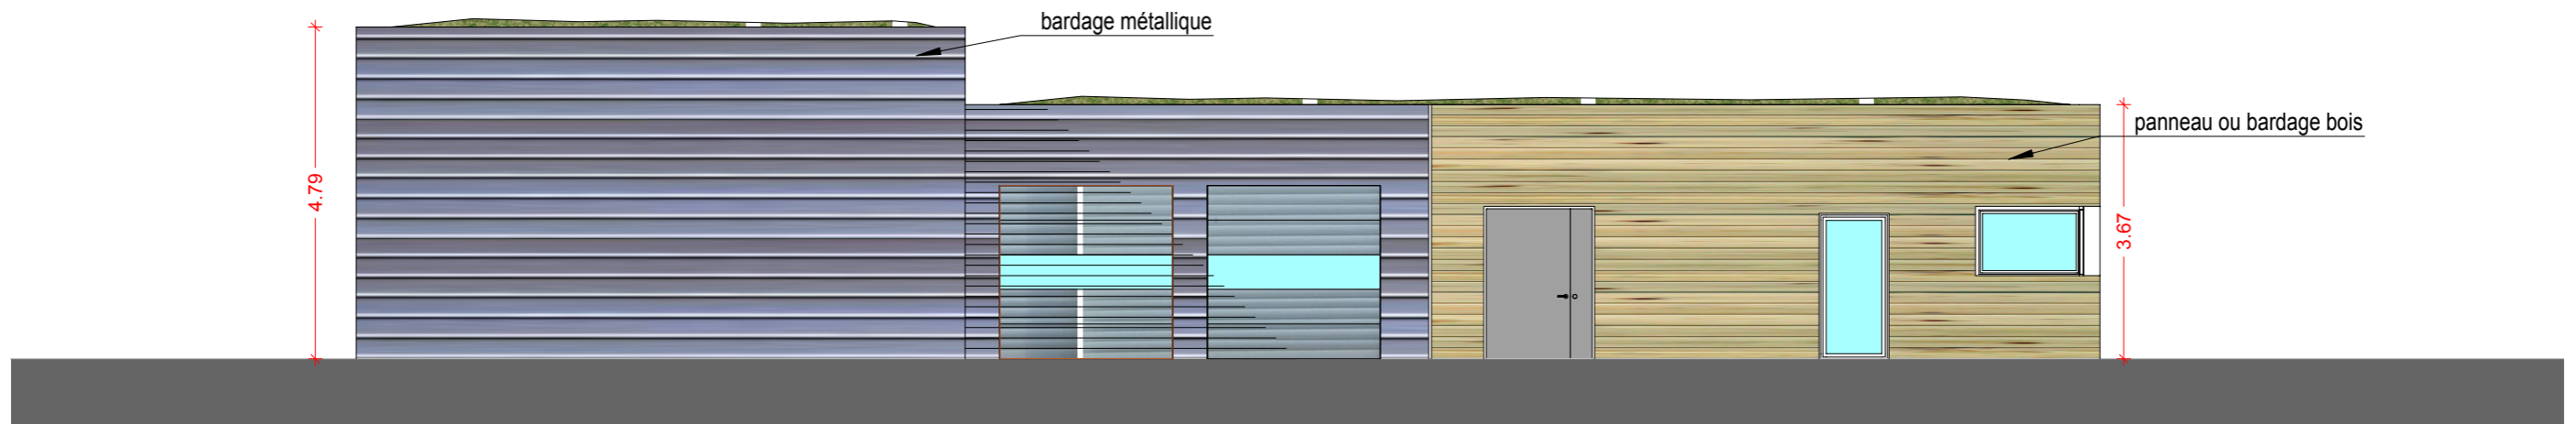 bardage métallique
panneau ou bardage bois
4.79
3.67